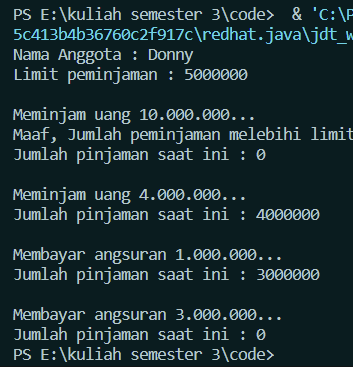 PS E:\kuliah semester 3\code>  & 'C:\P
5c413b4b36760c2f917c\redhat.java\jdt_w
Nama Anggota : Donny
Limit peminjaman : 5000000
Meminjam uang 10.000.000...
Maaf, Jumlah peminjaman melebihi limit
Jumlah pinjaman saat ini : 0
Meminjam uang 4.000.000...
Jumlah pinjaman saat ini : 4000000
Membayar angsuran 1.000.000...
Jumlah pinjaman saat ini : 3000000
Membayar angsuran 3.000.000...
Jumlah pinjaman saat ini : 0
PS E:\kuliah semester 3\code>